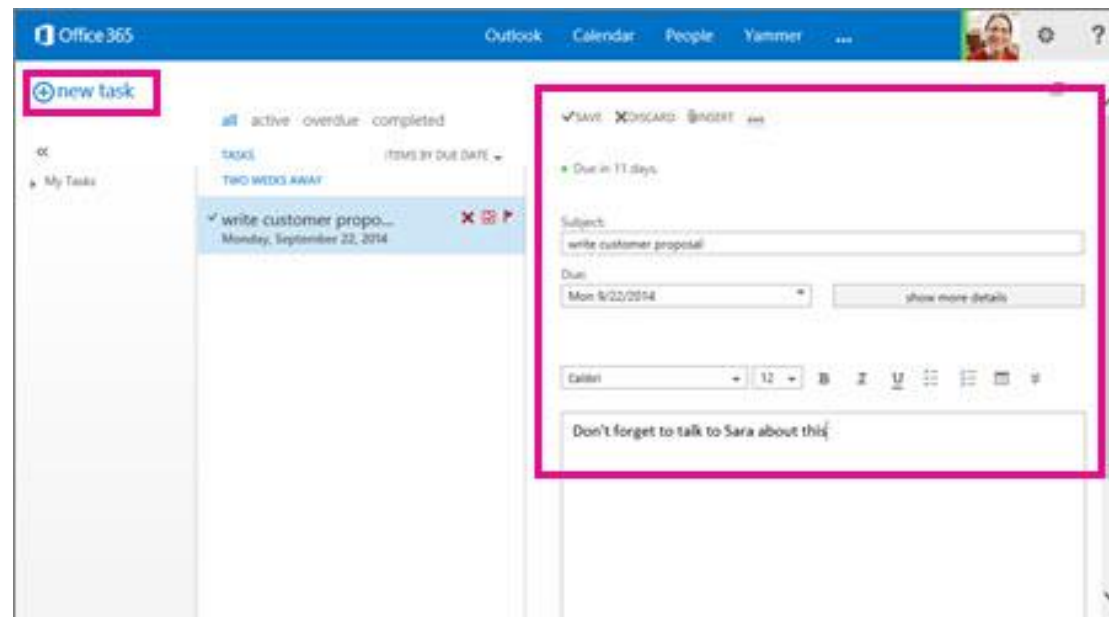 Office 365 Outlook Calendar People Yammer ... ?
new task
all active overdue completed
TASKS ITEMS BY DUE DATE
TWO WEEKS AWAY
My Tasks
write customer propo...
Monday, September 22, 2014
SAVE DISCARD INSERT ...
Due in 11 days.
Subject:
write customer proposal
Due:
Mon 9/22/2014 show more details
Calibri 12 B I U
Don't forget to talk to Sara about this